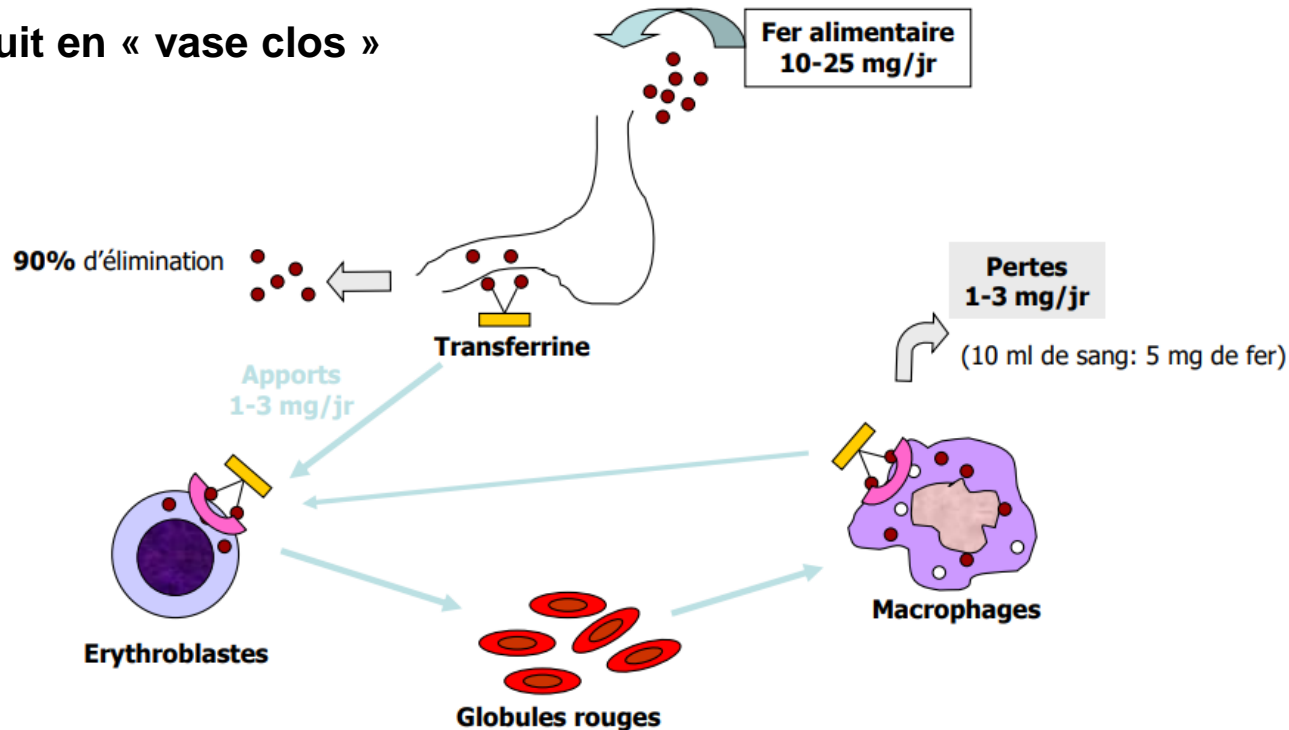 uit en « vase clos »
Fer alimentaire
10-25 mg/jr
90% d'élimination
Pertes
1-3 mg/jr
(10 ml de sang: 5 mg de fer)
Transferrine
Apports
1-3 mg/jr
Macrophages
Erythroblastes
Globules rouges